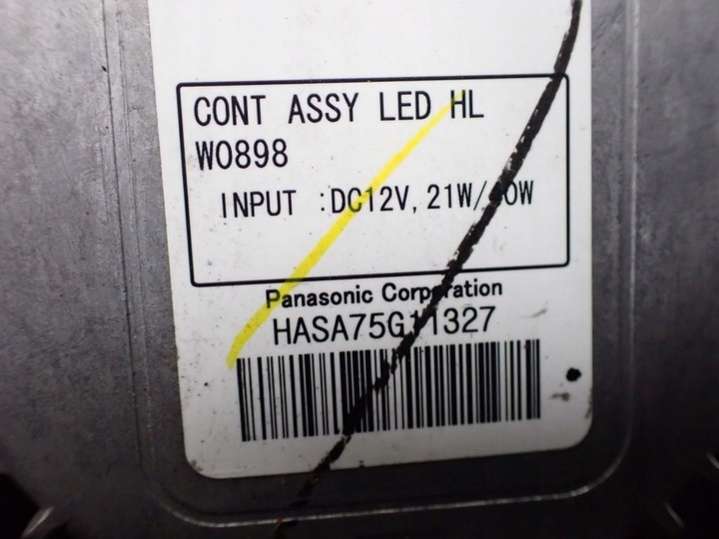 CONT ASSY LED HL
W0898
INPUT :DC12V, 21W/
Panasonic Corporation
HASA75G11327